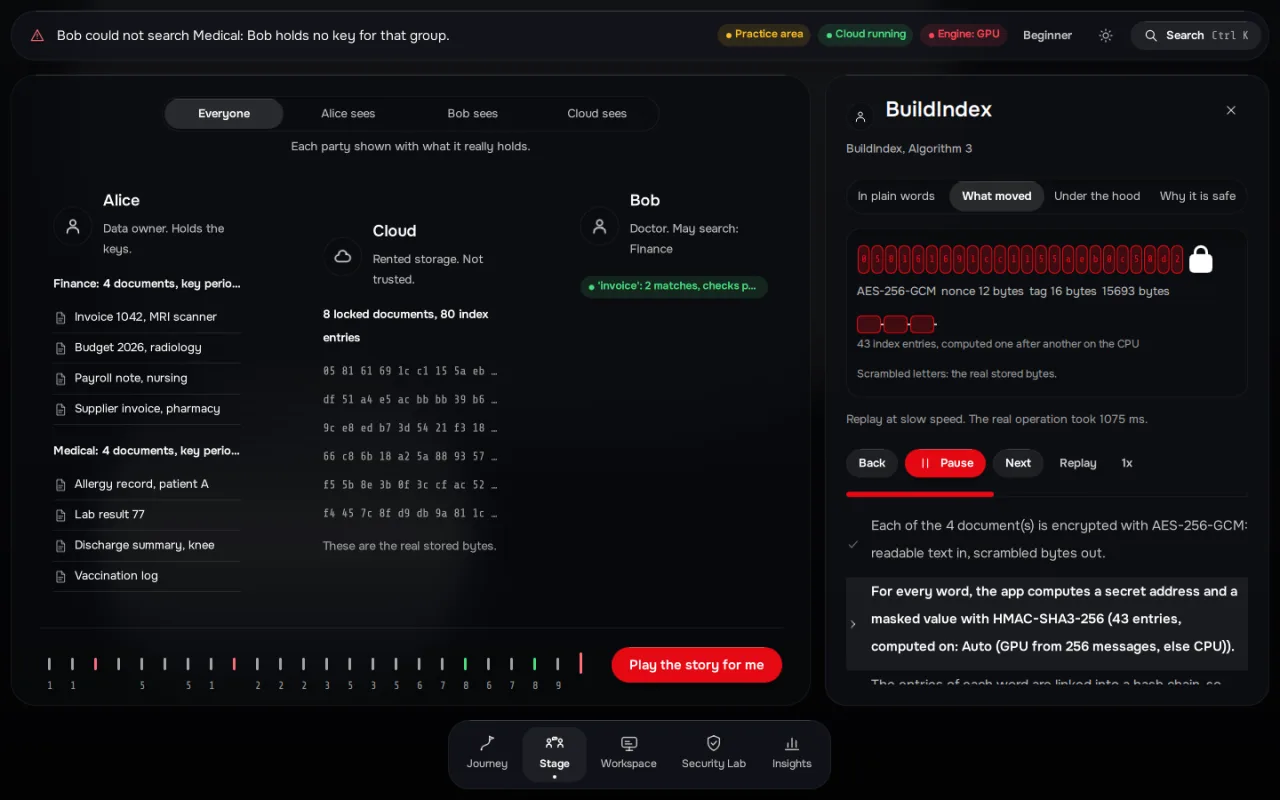 Bob could not search Medical: Bob holds no key for that group.
Practice area
Cloud running
Engine: GPU
Beginner
Search Ctrl K
Everyone
Alice sees
Bob sees
Cloud sees
Each party shown with what it really holds.
Alice
Data owner. Holds the
keys.
Finance: 4 documents, key perio...
Invoice 1042, MRI scanner
Budget 2026, radiology
Payroll note, nursing
Supplier invoice, pharmacy
Medical: 4 documents, key perio...
Allergy record, patient A
Lab result 77
Discharge summary, knee
Vaccination log
Cloud
Rented storage. Not
trusted.
8 locked documents, 80 index
entries
05 81 61 69 1c c1 15 5a eb …
df 51 a4 e5 ac bb bb 39 b6 …
9c e8 ed b7 3d 54 21 f3 18 …
66 c8 6b 18 a2 5a 88 93 57 …
f5 5b 8e 3b 0f 3c cf ac 52 …
f4 45 7c 8f d9 db 9a 81 1c …
These are the real stored bytes.
Bob
Doctor. May search:
Finance
'invoice': 2 matches, checks p...
1 1 5 5 1 2 2 2 3 5 3 5 6 7 8 6 7 8 9
Play the story for me
BuildIndex
BuildIndex, Algorithm 3
In plain words
What moved
Under the hood
Why it is safe
AES-256-GCM nonce 12 bytes tag 16 bytes 15693 bytes
43 index entries, computed one after another on the CPU
Scrambled letters: the real stored bytes.
Replay at slow speed. The real operation took 1075 ms.
Back
Pause
Next
Replay
1x
Each of the 4 document(s) is encrypted with AES-256-GCM:
readable text in, scrambled bytes out.
For every word, the app computes a secret address and a
masked value with HMAC-SHA3-256 (43 entries,
computed on: Auto (GPU from 256 messages, else CPU)).
The entries of each word are linked into a hash chain, so
Journey
Stage
Workspace
Security Lab
Insights